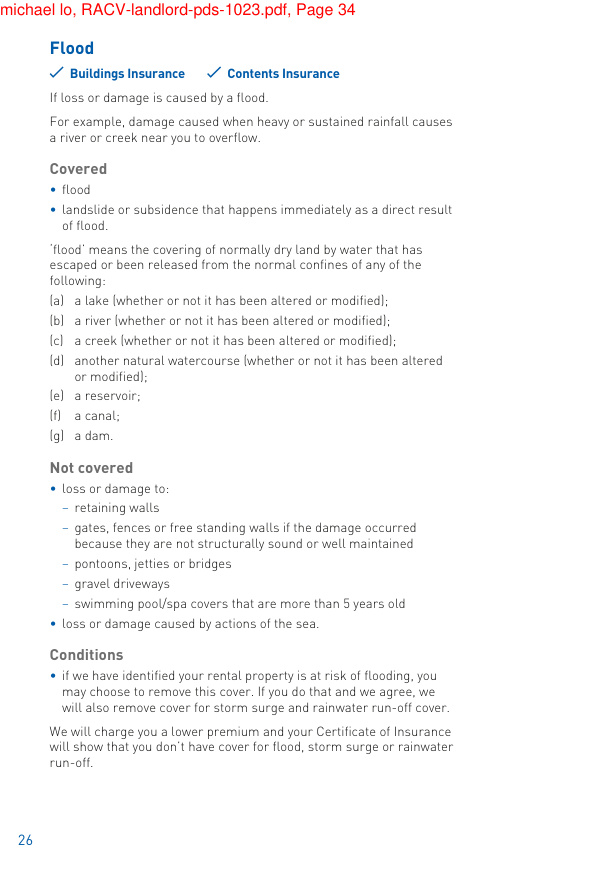 michael lo, RACV-landlord-pds-1023.pdf, Page 34
Flood
✓ Buildings Insurance ✓ Contents Insurance
If loss or damage is caused by a flood.
For example, damage caused when heavy or sustained rainfall causes
a river or creek near you to overflow.
Covered
• flood
• landslide or subsidence that happens immediately as a direct result
of flood.
'flood' means the covering of normally dry land by water that has
escaped or been released from the normal confines of any of the
following:
(a) a lake (whether or not it has been altered or modified);
(b) a river (whether or not it has been altered or modified);
(c) a creek (whether or not it has been altered or modified);
(d) another natural watercourse (whether or not it has been altered
or modified);
(e) a reservoir;
(f) a canal;
(g) a dam.
Not covered
• loss or damage to:
– retaining walls
– gates, fences or free standing walls if the damage occurred
because they are not structurally sound or well maintained
– pontoons, jetties or bridges
– gravel driveways
– swimming pool/spa covers that are more than 5 years old
• loss or damage caused by actions of the sea.
Conditions
• if we have identified your rental property is at risk of flooding, you
may choose to remove this cover. If you do that and we agree, we
will also remove cover for storm surge and rainwater run-off cover.
We will charge you a lower premium and your Certificate of Insurance
will show that you don't have cover for flood, storm surge or rainwater
run-off.
26